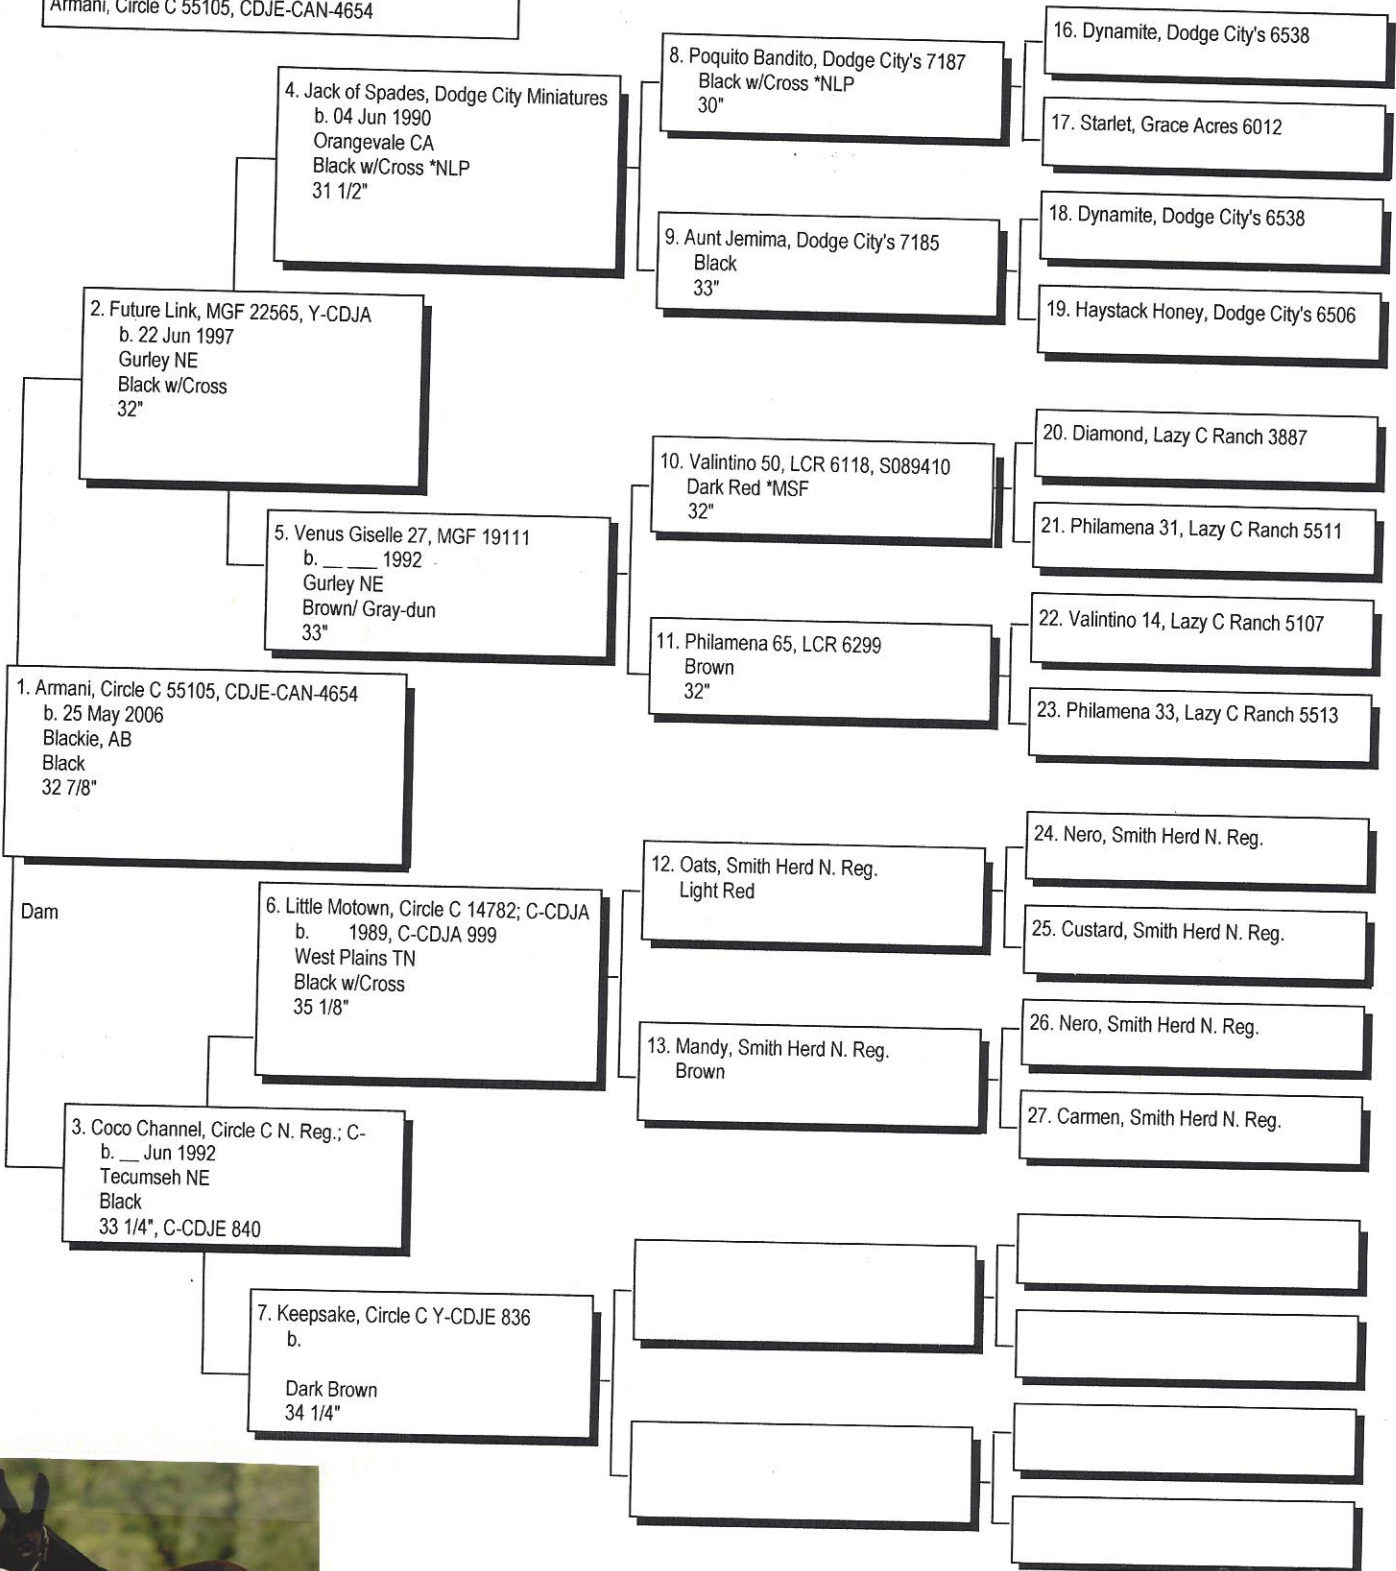 Armani, Circle C 55105, CDJE-CAN-4654
4. Jack of Spades, Dodge City Miniatures
b. 04 Jun 1990
Orangevale CA
Black w/Cross *NLP
31 1/2"
2. Future Link, MGF 22565, Y-CDJA
b. 22 Jun 1997
Gurley NE
Black w/Cross
32"
5. Venus Giselle 27, MGF 19111
b. __ ___ 1992
Gurley NE
Brown/ Gray-dun
33"
1. Armani, Circle C 55105, CDJE-CAN-4654
b. 25 May 2006
Blackie, AB
Black
32 7/8"
Dam
6. Little Motown, Circle C 14782; C-CDJA
b. 1989, C-CDJA 999
West Plains TN
Black w/Cross
35 1/8"
3. Coco Channel, Circle C N. Reg.; C-
b. __ Jun 1992
Tecumseh NE
Black
33 1/4", C-CDJE 840
7. Keepsake, Circle C Y-CDJE 836
b.
Dark Brown
34 1/4"
8. Poquito Bandito, Dodge City's 7187
Black w/Cross *NLP
30"
9. Aunt Jemima, Dodge City's 7185
Black
33"
10. Valintino 50, LCR 6118, S089410
Dark Red *MSF
32"
11. Philamena 65, LCR 6299
Brown
32"
12. Oats, Smith Herd N. Reg.
Light Red
13. Mandy, Smith Herd N. Reg.
Brown
16. Dynamite, Dodge City's 6538
17. Starlet, Grace Acres 6012
18. Dynamite, Dodge City's 6538
19. Haystack Honey, Dodge City's 6506
20. Diamond, Lazy C Ranch 3887
21. Philamena 31, Lazy C Ranch 5511
22. Valintino 14, Lazy C Ranch 5107
23. Philamena 33, Lazy C Ranch 5513
24. Nero, Smith Herd N. Reg.
25. Custard, Smith Herd N. Reg.
26. Nero, Smith Herd N. Reg.
27. Carmen, Smith Herd N. Reg.